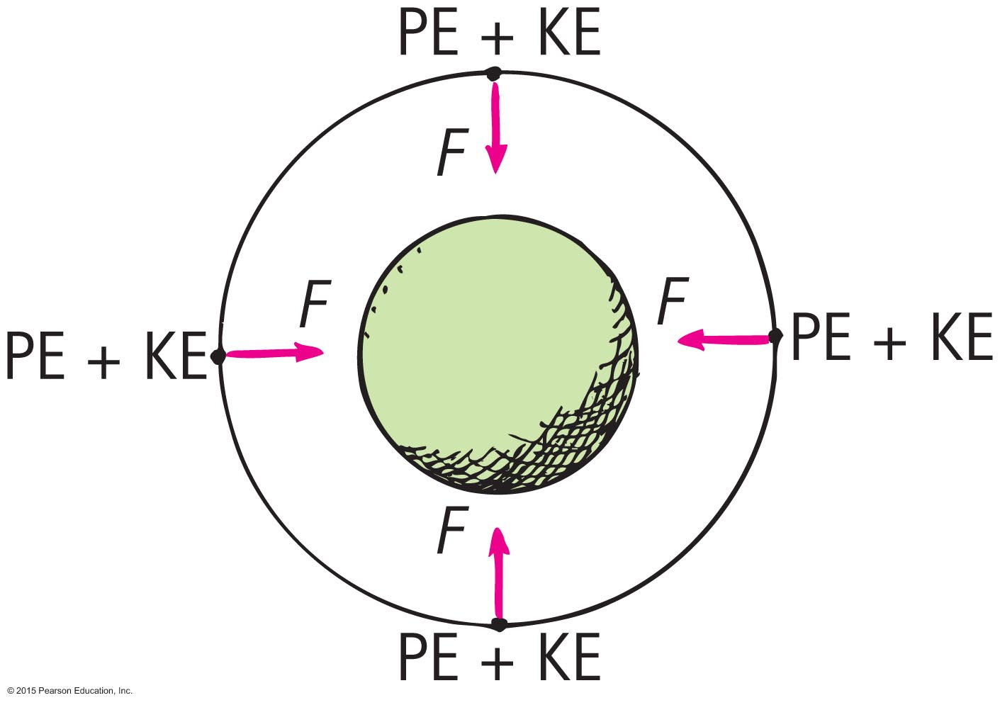 PE + KE
F
F
F
PE + KE
PE + KE
F
PE + KE
© 2015 Pearson Education, Inc.